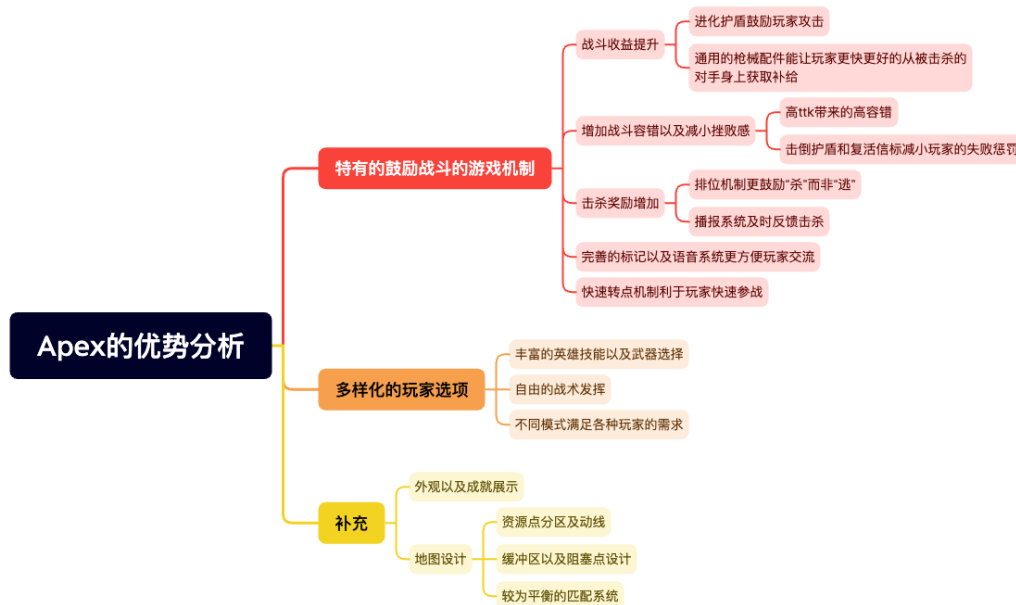 Apex的优势分析
特有的鼓励战斗的游戏机制
战斗收益提升
进化护盾鼓励玩家攻击
通用的枪械配件能让玩家更快更好的从被击杀的
对手身上获取补给
增加战斗容错以及减小挫败感
高ttk带来的高容错
击倒护盾和复活信标减小玩家的失败惩罚
击杀奖励增加
排位机制更鼓励“杀”而非“逃”
播报系统及时反馈击杀
完善的标记以及语音系统更方便玩家交流
快速转点机制利于玩家快速参战
多样化的玩家选项
丰富的英雄技能以及武器选择
自由的战术发挥
不同模式满足各种玩家的需求
补充
外观以及成就展示
地图设计
资源点分区及动线
缓冲区以及阻塞点设计
较为平衡的匹配系统